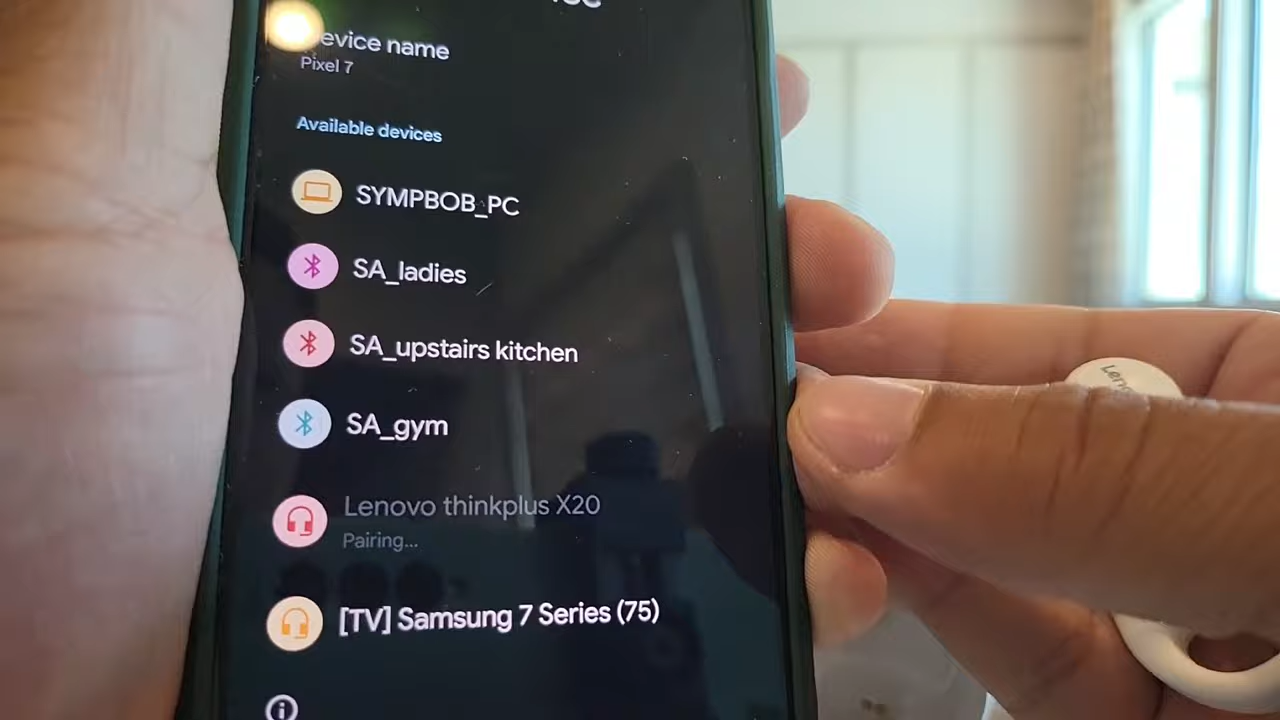 evice name
Pixel 7
Available devices
SYMPBOB_PC
SA_ladies
SA_upstairs kitchen
SA_gym
Lenovo thinkplus X20
Pairing...
[TV] Samsung 7 Series (75)